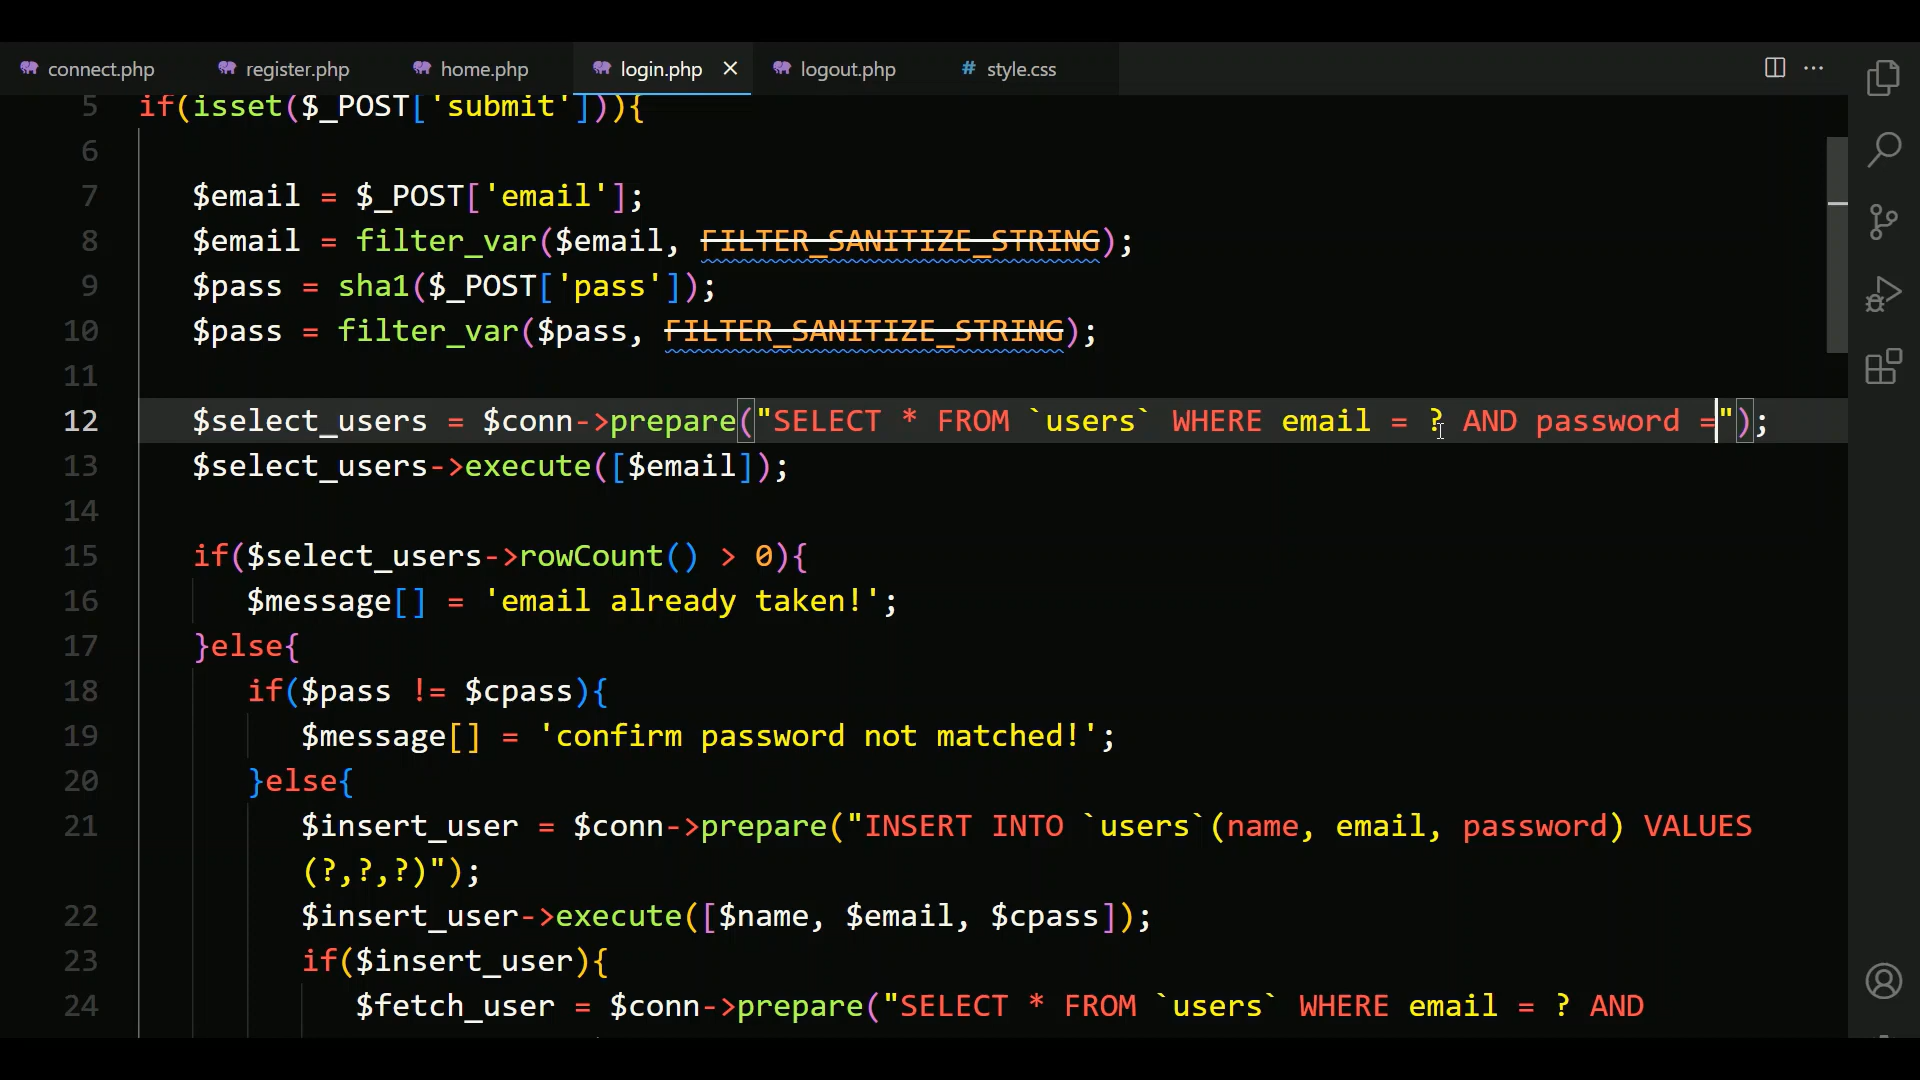 connect.php register.php home.php login.php × logout.php # style.css ···
5 if(isset($_POST['submit'])){
6
7 $email = $_POST['email'];
8 $email = filter_var($email, FILTER_SANITIZE_STRING);
9 $pass = sha1($_POST['pass']);
10 $pass = filter_var($pass, FILTER_SANITIZE_STRING);
11
12 $select_users = $conn->prepare("SELECT * FROM `users` WHERE email = ? AND password =");
13 $select_users->execute([$email]);
14
15 if($select_users->rowCount() > 0){
16 $message[] = 'email already taken!';
17 }else{
18 if($pass != $cpass){
19 $message[] = 'confirm password not matched!';
20 }else{
21 $insert_user = $conn->prepare("INSERT INTO `users`(name, email, password) VALUES
(?,?,?)");
22 $insert_user->execute([$name, $email, $cpass]);
23 if($insert_user){
24 $fetch_user = $conn->prepare("SELECT * FROM `users` WHERE email = ? AND